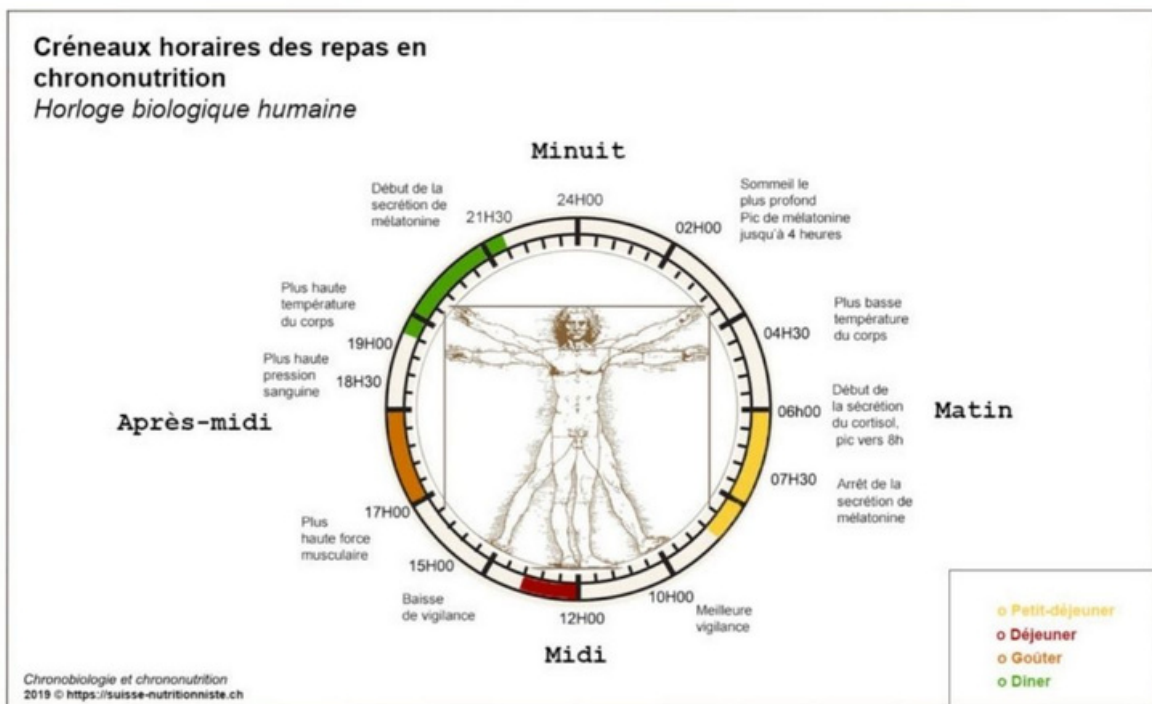 Créneaux horaires des repas en
chrononutrition
Horloge biologique humaine
Minuit
Début de la
secrétion de
mélatonine
21H30
24H00
Sommeil le
plus profond
Pic de mélatonine
jusqu'à 4 heures
02H00
Plus haute
température
du corps
19H00
Plus basse
température
du corps
04H30
Plus haute
pression
sanguine
18H30
Après-midi
06h00
Début de
la sécrétion
du cortisol,
pic vers 8h
Matin
07H30
Arrêt de la
secrétion de
mélatonine
17H00
Plus
haute force
musculaire
15H00
Baisse
de vigilance
12H00
10H00
Meilleure
vigilance
Midi
o Petit-déjeuner
o Déjeuner
o Goûter
o Diner
Chronobiologie et chrononutrition
2019 © https://suisse-nutritionniste.ch